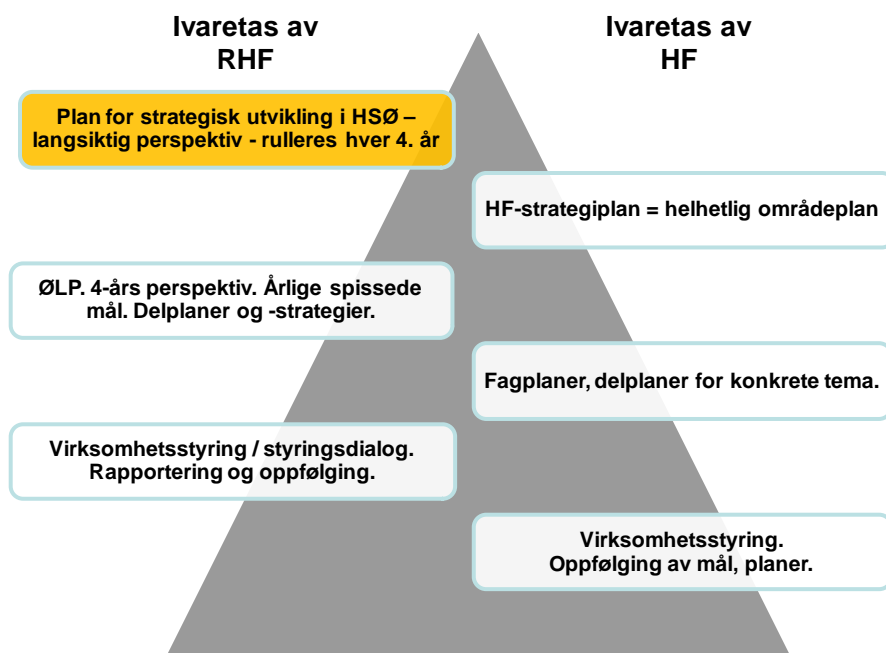 Ivaretas av
RHF
Ivaretas av
HF
Plan for strategisk utvikling i HSØ –
langsiktig perspektiv - rulleres hver 4. år
HF-strategiplan = helhetlig områdeplan
ØLP. 4-års perspektiv. Årlige spissede
mål. Delplaner og -strategier.
Fagplaner, delplaner for konkrete tema.
Virksomhetsstyring / styringsdialog.
Rapportering og oppfølging.
Virksomhetsstyring.
Oppfølging av mål, planer.